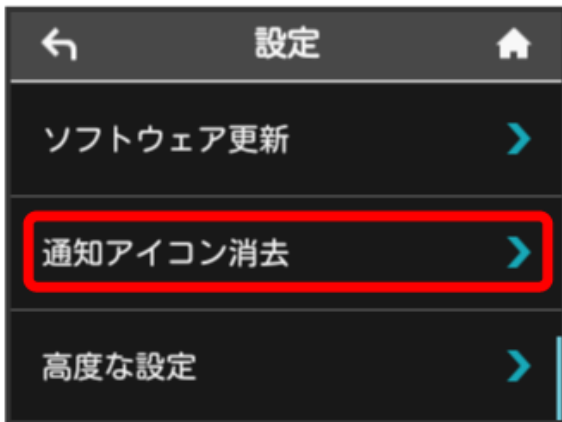 設定
ソフトウェア更新
通知アイコン消去
高度な設定